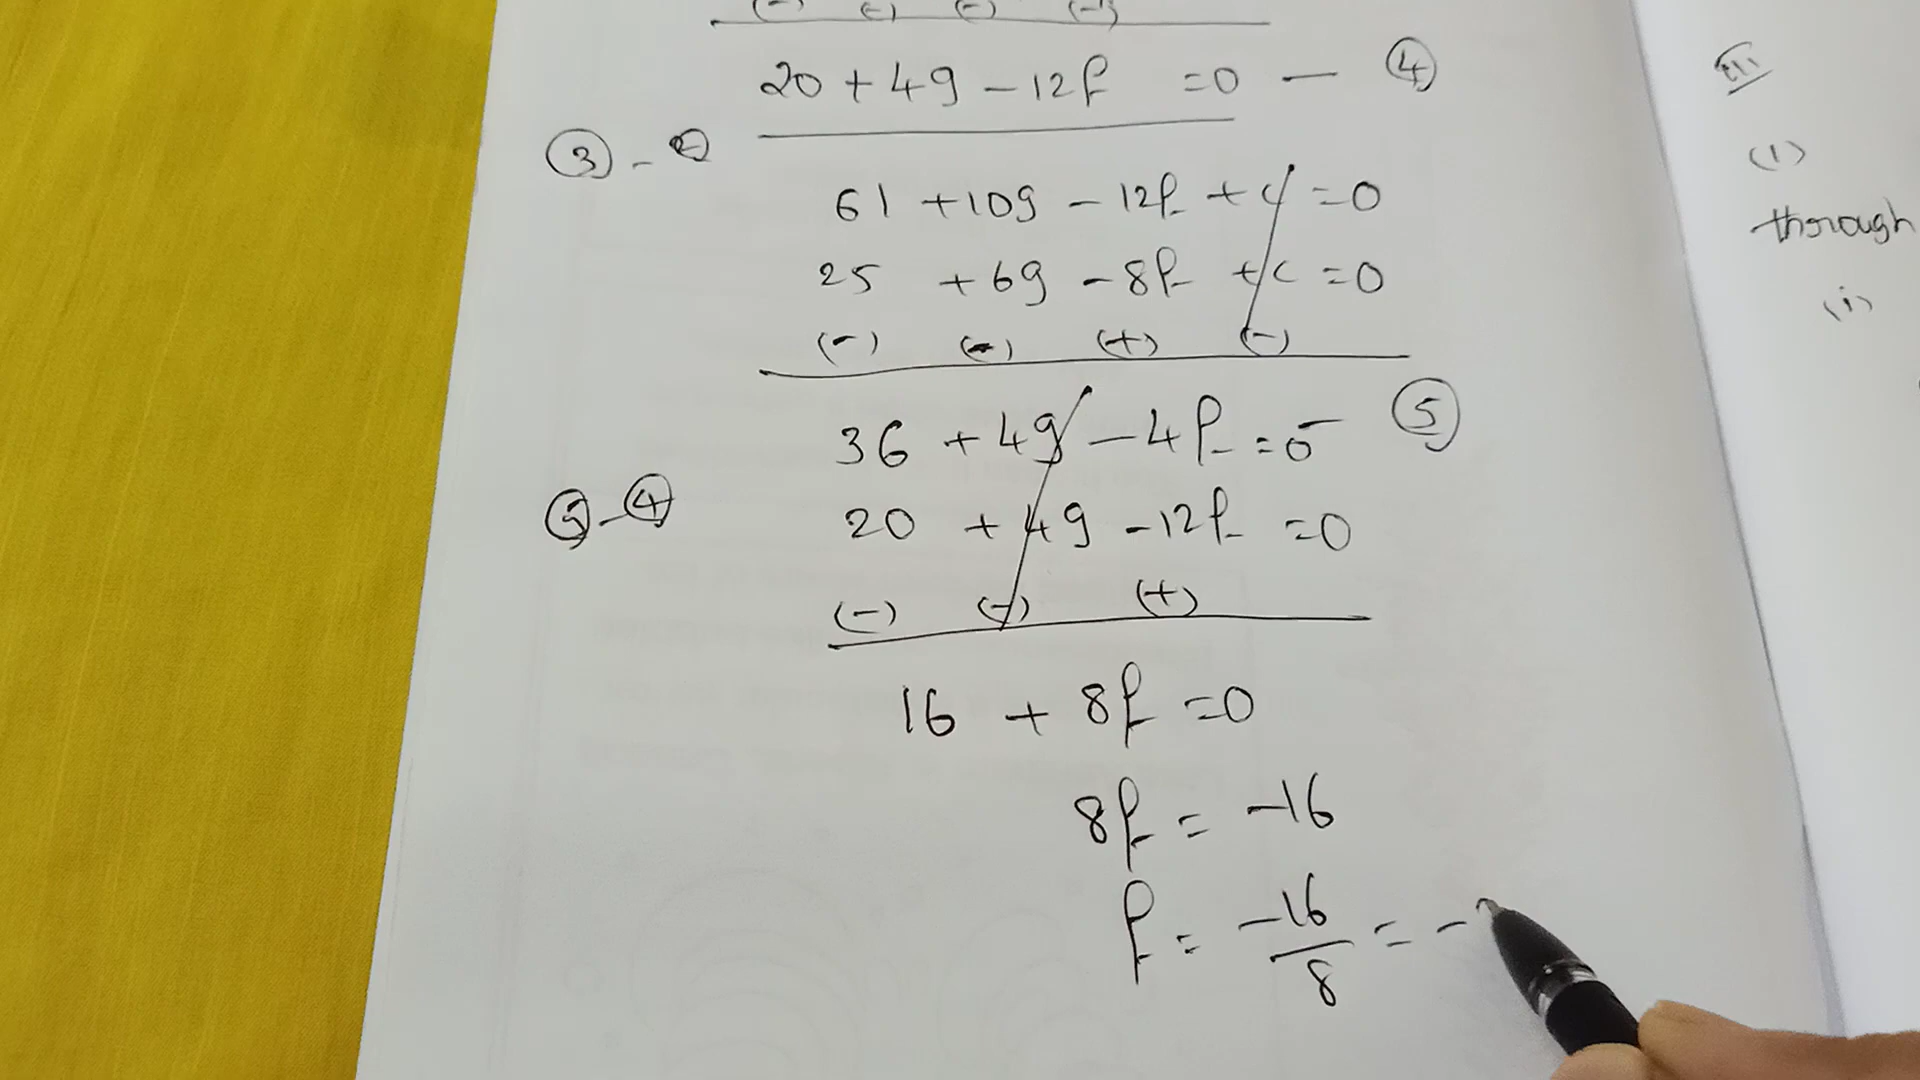 (-) (-) (-) (-)
20 + 4g - 12f = 0 — ④
③ - ②
61 + 10g - 12f + c = 0
25 + 6g - 8f + c = 0
(-) (-) (+) (-)
36 + 4g - 4f = 0 ⑤
⑤ - ④
20 + 4g - 12f = 0
(-) (-) (+)
16 + 8f = 0
8f = -16
f = -16/8 = -
III
(1)
through
(i)